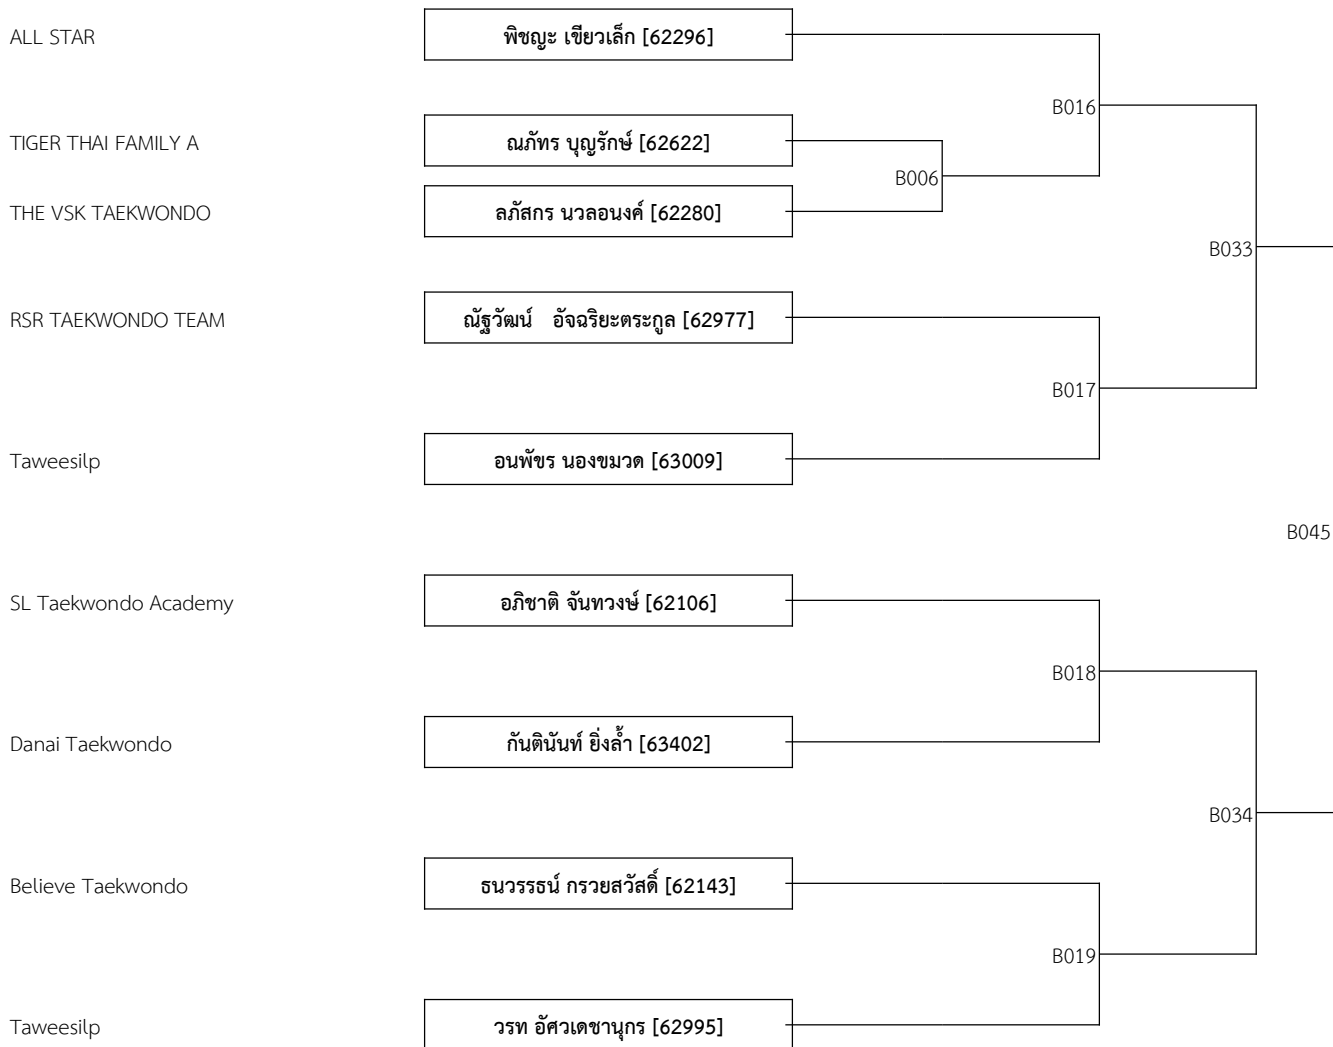 ALL STAR
พิชญะ เขียวเล็ก [62296]
B016
TIGER THAI FAMILY A
ณภัทร บุญรักษ์ [62622]
B006
THE VSK TAEKWONDO
ลภัสกร นวลอนงค์ [62280]
B033
RSR TAEKWONDO TEAM
ณัฐวัฒน์ อัจฉริยะตระกูล [62977]
B017
Taweesilp
อนพัขร นองขมวด [63009]
B045
SL Taekwondo Academy
อภิชาติ จันทวงษ์ [62106]
B018
Danai Taekwondo
กันตินันท์ ยิ่งล้ำ [63402]
B034
Believe Taekwondo
ธนวรรธน์ กรวยสวัสดิ์ [62143]
B019
Taweesilp
วรท อัศวเดชานุกร [62995]